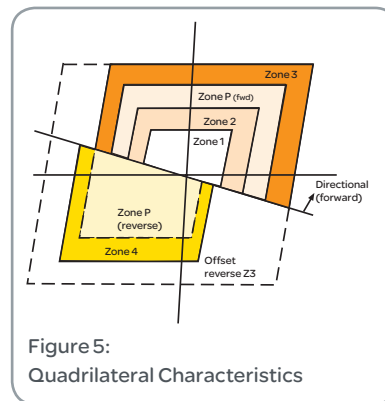 Zone 3
Zone P (fwd)
Zone 2
Zone 1
Directional
(forward)
Zone P
(reverse)
Zone 4
Offset
reverse Z3
Figure 5:
Quadrilateral Characteristics